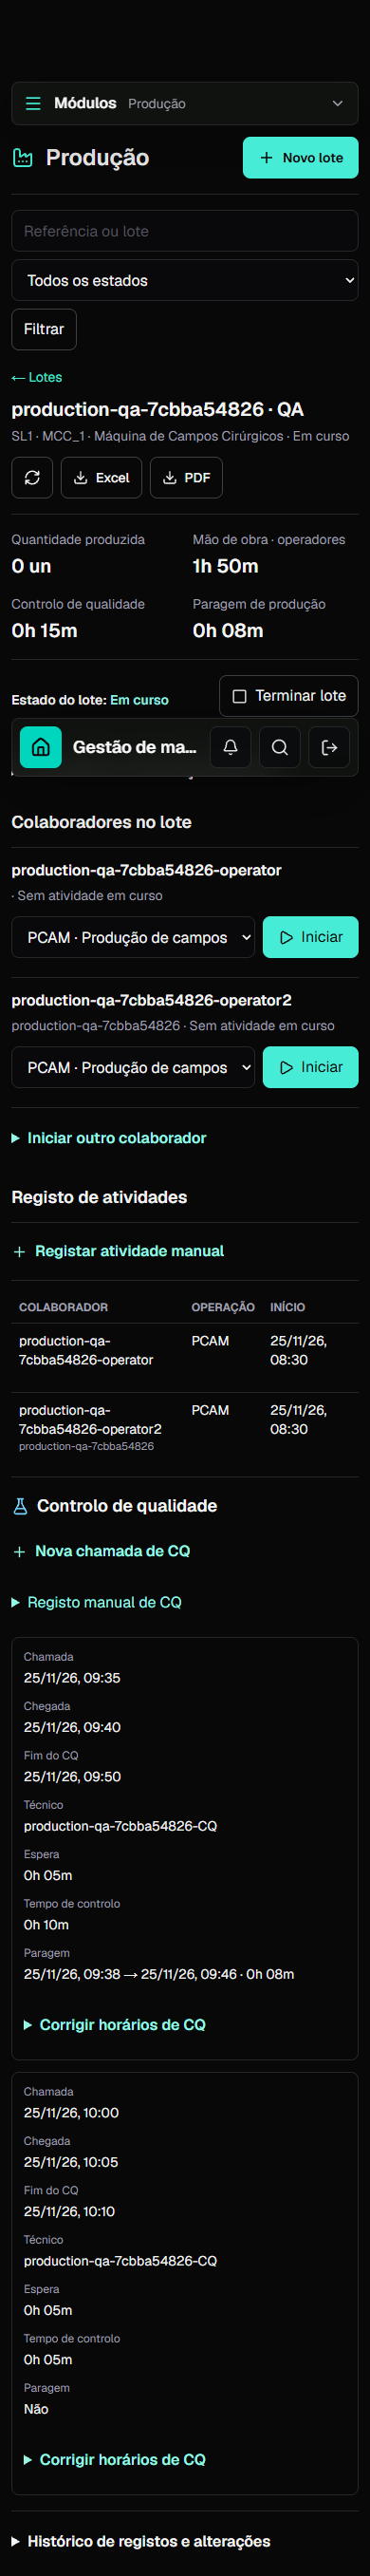 Módulos Produção
Produção
Novo lote
Referência ou lote
Todos os estados
Filtrar
← Lotes
production-qa-7cbba54826 · QA
SL1 · MCC_1 · Máquina de Campos Cirúrgicos · Em curso
Excel PDF
Quantidade produzida Mão de obra · operadores
0 un 1h 50m
Controlo de qualidade Paragem de produção
0h 15m 0h 08m
Estado do lote: Em curso Terminar lote
Gestão de ma...
Colaboradores no lote
production-qa-7cbba54826-operator
· Sem atividade em curso
PCAM · Produção de campos Iniciar
production-qa-7cbba54826-operator2
production-qa-7cbba54826 · Sem atividade em curso
PCAM · Produção de campos Iniciar
Iniciar outro colaborador
Registo de atividades
Registar atividade manual
COLABORADOR OPERAÇÃO INÍCIO
production-qa- PCAM 25/11/26,
7cbba54826-operator 08:30
production-qa- PCAM 25/11/26,
7cbba54826-operator2 08:30
production-qa-7cbba54826
Controlo de qualidade
Nova chamada de CQ
Registo manual de CQ
Chamada
25/11/26, 09:35
Chegada
25/11/26, 09:40
Fim do CQ
25/11/26, 09:50
Técnico
production-qa-7cbba54826-CQ
Espera
0h 05m
Tempo de controlo
0h 10m
Paragem
25/11/26, 09:38 → 25/11/26, 09:46 · 0h 08m
Corrigir horários de CQ
Chamada
25/11/26, 10:00
Chegada
25/11/26, 10:05
Fim do CQ
25/11/26, 10:10
Técnico
production-qa-7cbba54826-CQ
Espera
0h 05m
Tempo de controlo
0h 05m
Paragem
Não
Corrigir horários de CQ
Histórico de registos e alterações